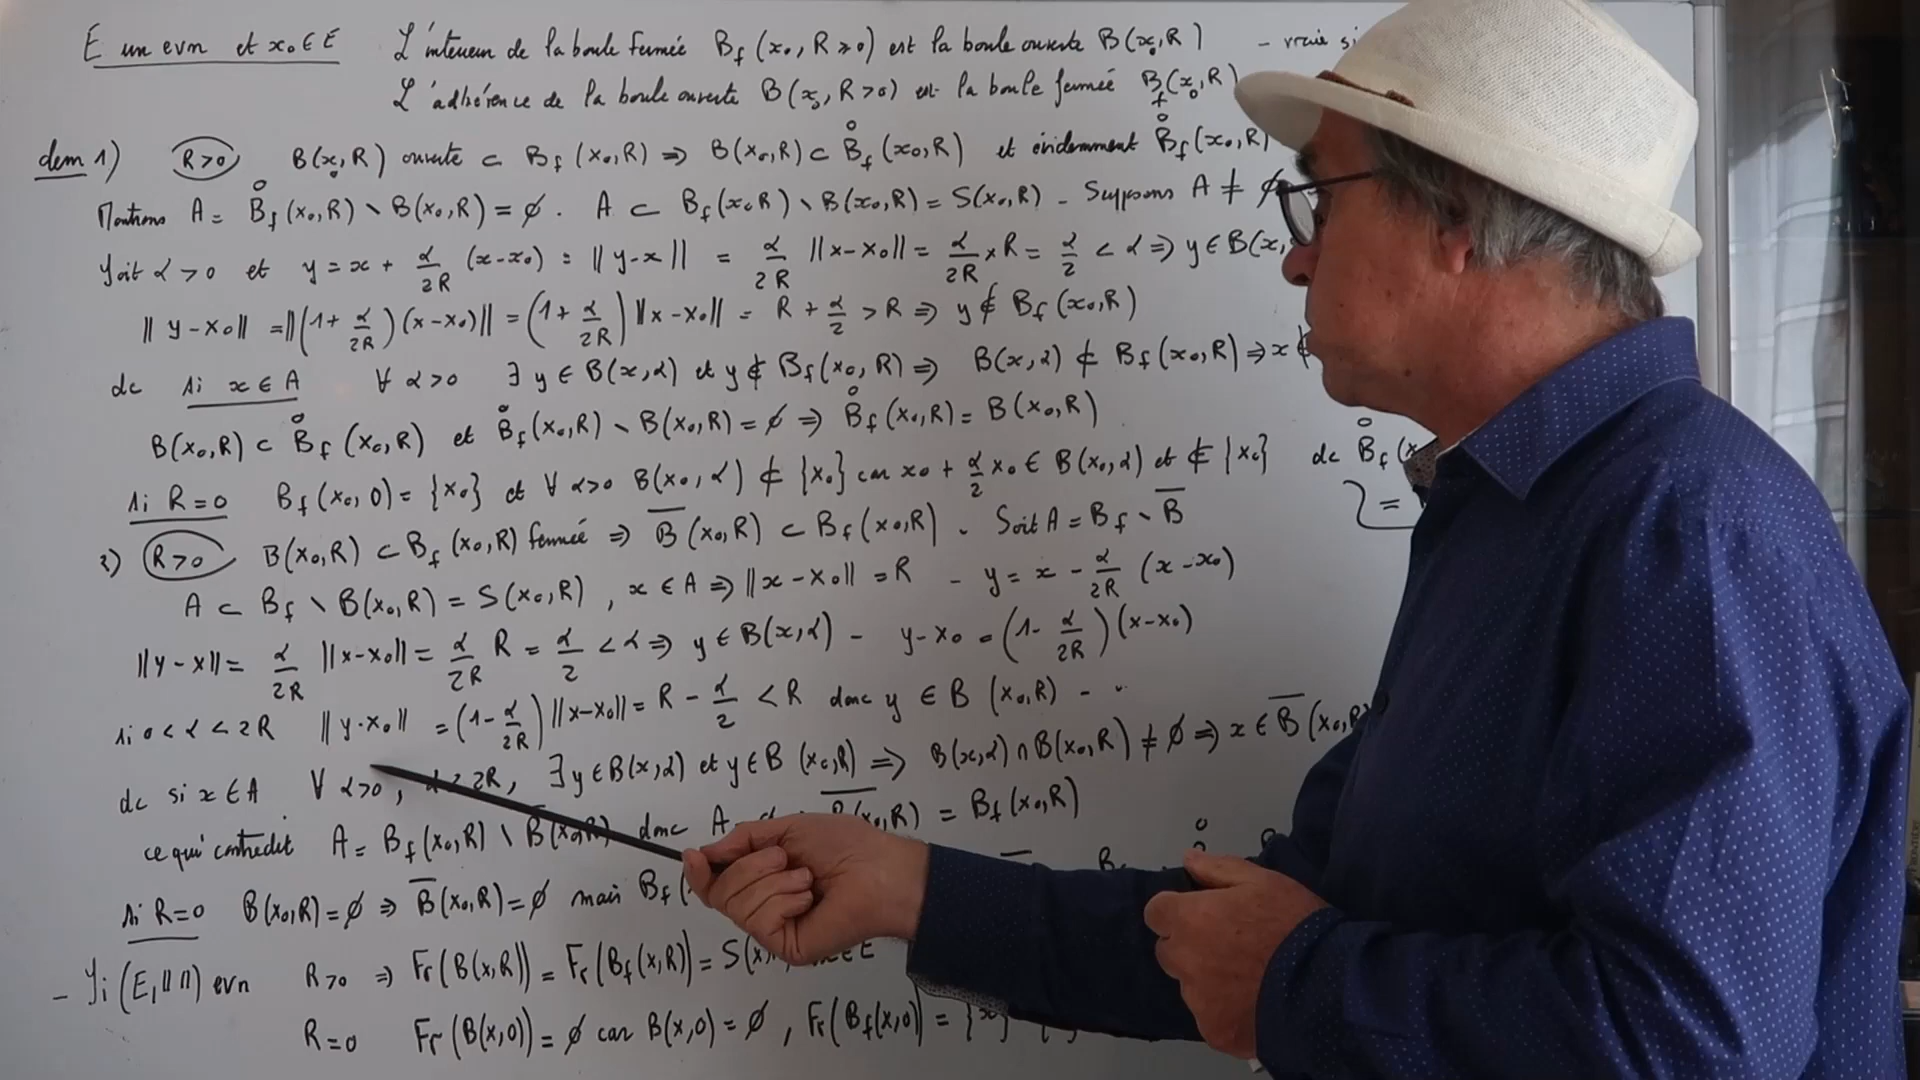 E un evn et x₀ ∈ E L'intérieur de la boule fermée B_f (x₀, R ⩾ 0) est la boule ouverte B(x₀, R) – vraie si
L'adhérence de la boule ouverte B(x₀, R > 0) est la boule fermée B_f(x₀, R)
dem 1) R>0 B(x₀, R) ouverte ⊂ B_f (x₀, R) ⇒ B(x₀, R) ⊂ B̊_f (x₀, R) et évidemment B̊_f (x₀, R)
Montrons A = B̊_f (x₀, R) \ B(x₀, R) = ∅. A ⊂ B_f (x₀, R) \ B(x₀, R) = S(x₀, R) – Supposons A ≠ ∅
Soit α > 0 et y = x + α/2R (x-x₀) = ||y-x|| = α/2R ||x-x₀|| = α/2R × R = α/2 < α ⇒ y ∈ B(x,
||y-x₀|| = ||(1 + α/2R)(x-x₀)|| = (1 + α/2R) ||x-x₀|| = R + α/2 > R ⇒ y ∉ B_f (x₀, R)
dc si x ∈ A ∀ α>0 ∃ y ∈ B(x, α) et y ∉ B_f (x₀, R) ⇒ B(x, α) ⊄ B_f (x₀, R) ⇒ x
B(x₀, R) ⊂ B̊_f (x₀, R) et B̊_f (x₀, R) \ B(x₀, R) = ∅ ⇒ B̊_f (x₀, R) = B(x₀, R)
si R = 0 B_f (x₀, 0) = {x₀} et ∀ α>0 B(x₀, α) ⊄ {x₀} car x₀ + α/2 x₀ ∈ B(x₀, α) et ∉ {x₀} dc B̊_f (x
2) R>0 B(x₀, R) ⊂ B_f (x₀, R) fermée ⇒ B̅ (x₀, R) ⊂ B_f (x₀, R) . Soit A = B_f \ B̅
A ⊂ B_f \ B(x₀, R) = S(x₀, R) , x ∈ A ⇒ ||x-x₀|| = R – y = x - α/2R (x-x₀)
||y-x|| = α/2R ||x-x₀|| = α/2R R = α/2 < α ⇒ y ∈ B(x, α) – y-x₀ = (1 - α/2R)(x-x₀)
si 0 < α < 2R ||y-x₀|| = (1 - α/2R) ||x-x₀|| = R - α/2 < R donc y ∈ B (x₀, R) –
dc si x ∈ A ∀ α>0 , 2R, ∃ y ∈ B(x, α) et y ∈ B (x₀, R) ⇒ B(x, α) ∩ B(x₀, R) ≠ ∅ ⇒ x ∈ B̅ (x₀, R)
ce qui contredit A = B_f (x₀, R) \ B̅(x₀, R) donc A = B̅(x₀, R) = B_f (x₀, R)
si R = 0 B(x₀, R) = ∅ ⇒ B̅ (x₀, R) = ∅ mais B_f (
– Si (E, || ||) evn R>0 ⇒ Fr(B(x, R)) = Fr(B_f (x, R)) = S(x,
R = 0 Fr(B(x, 0)) = ∅ car B(x, 0) = ∅ , Fr(B_f (x, 0)) =